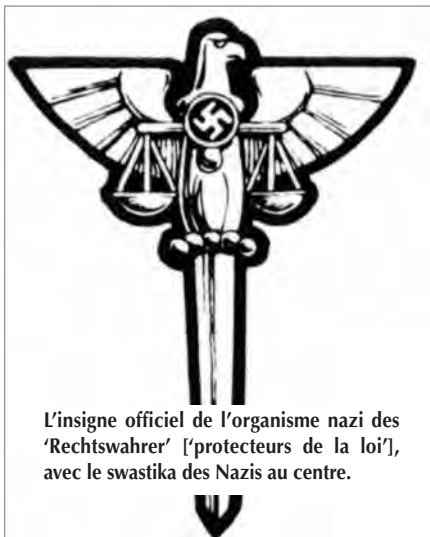 L’insigne officiel de l’organisme nazi des
‘Rechtswahrer’ [‘protecteurs de la loi’],
avec le swastika des Nazis au centre.